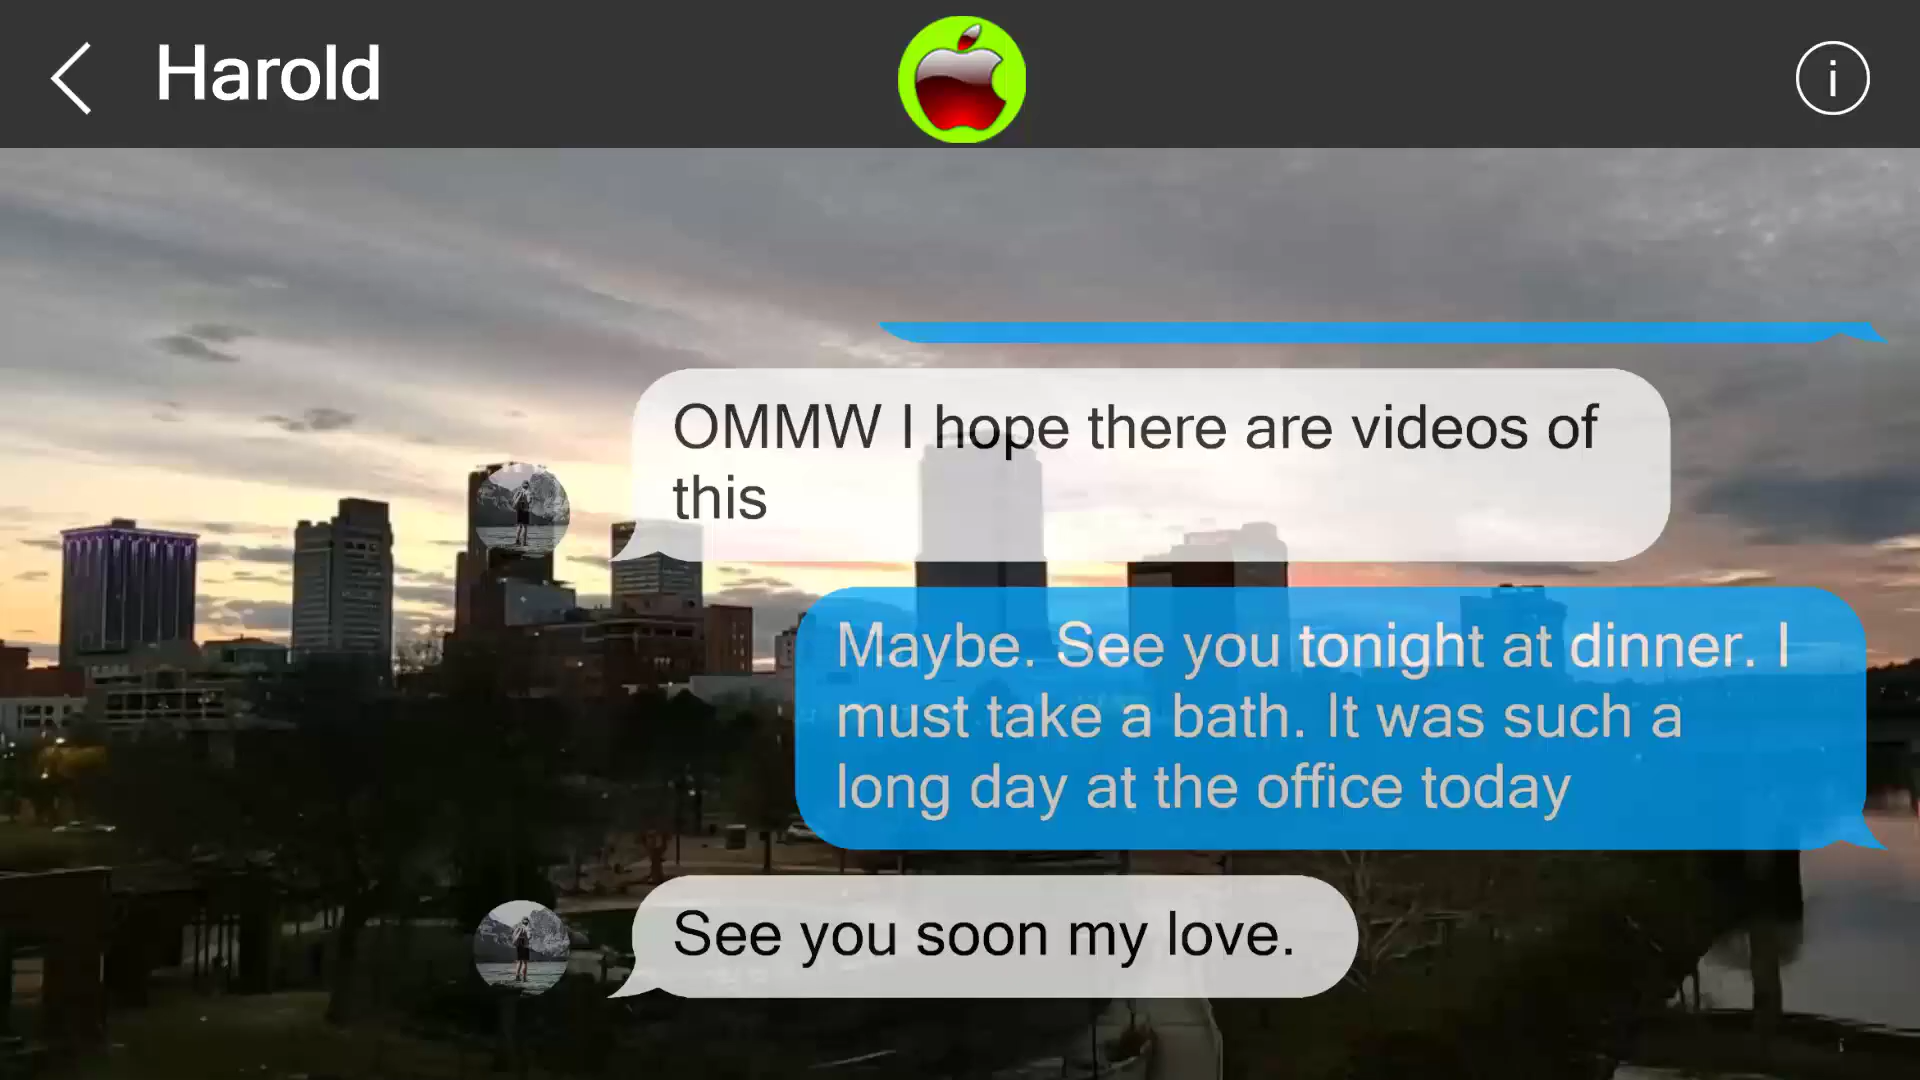 Harold
i
OMMW I hope there are videos of
this
Maybe. See you tonight at dinner. I
must take a bath. It was such a
long day at the office today
See you soon my love.